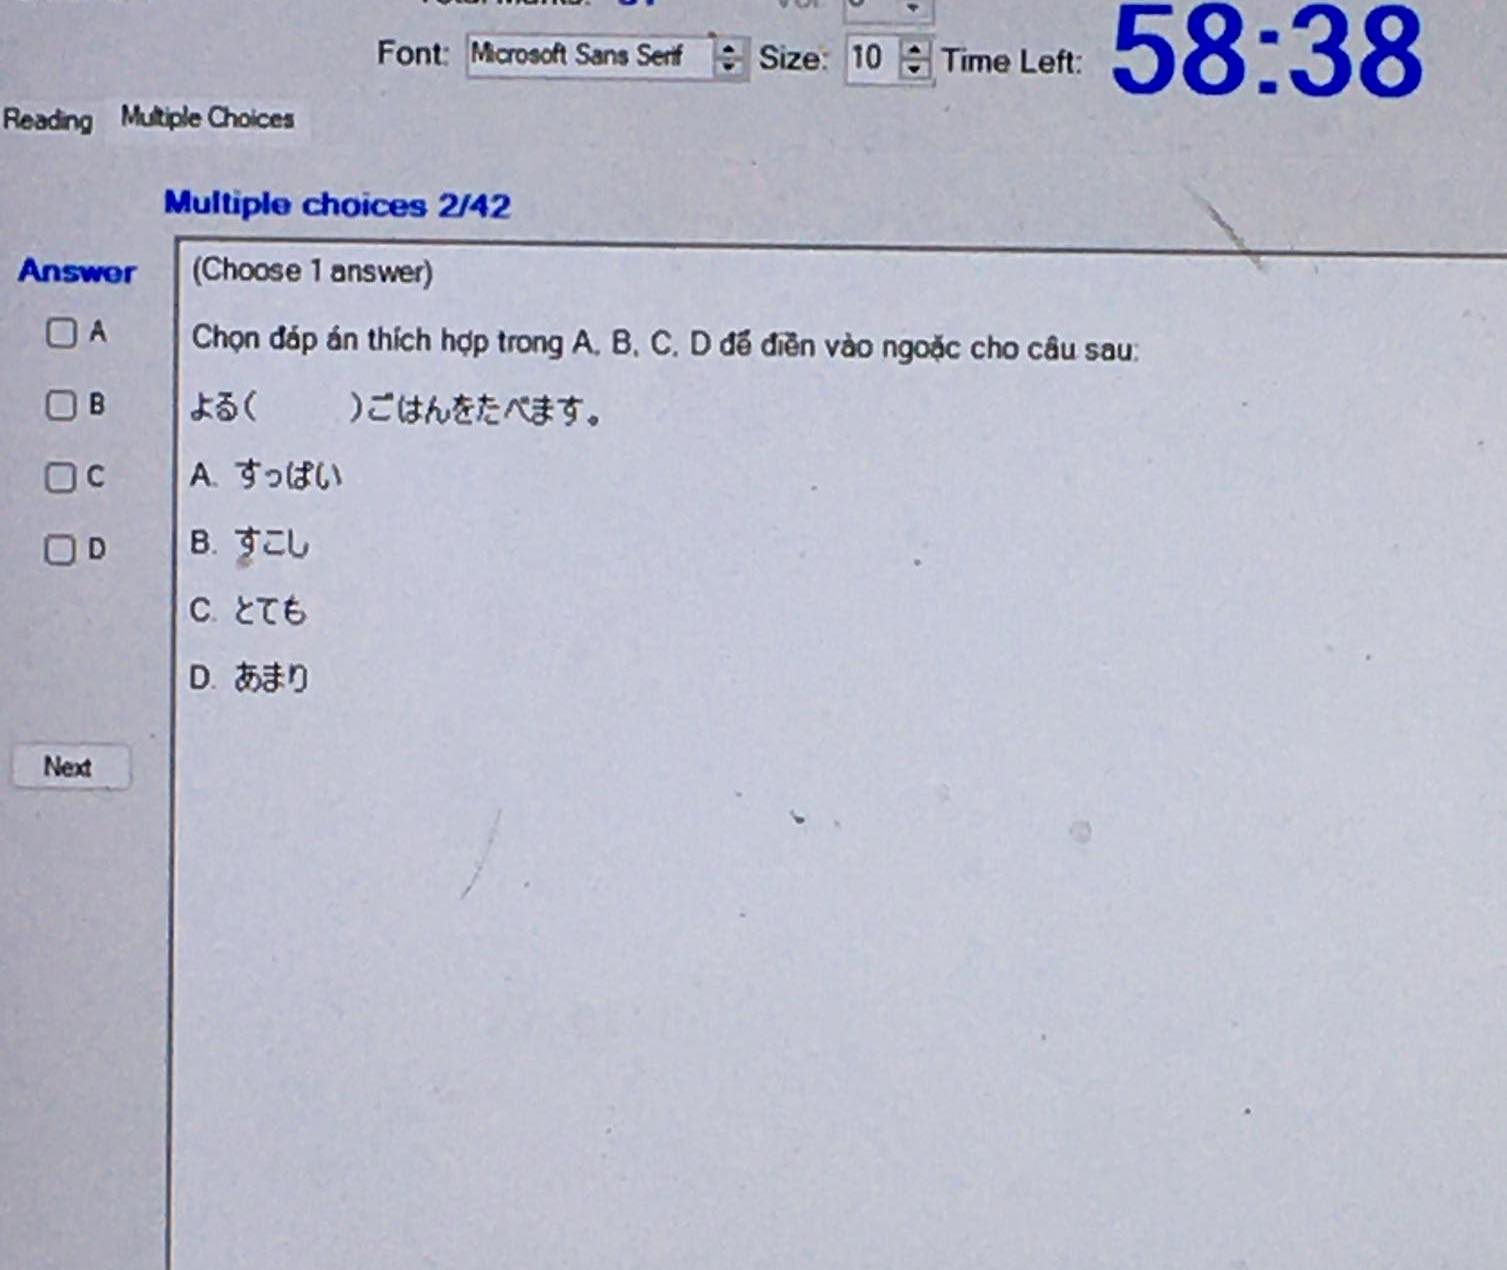 Font: Microsoft Sans Serif Size: 10 Time Left: 58:38
Reading Multiple Choices
Multiple choices 2/42
Answer
(Choose 1 answer)
A
Chọn đáp án thích hợp trong A, B, C, D để điền vào ngoặc cho câu sau:
B
よる( )ごはんをたべます。
C
A. すっぱい
D
B. すこし
C. とても
D. あまり
Next